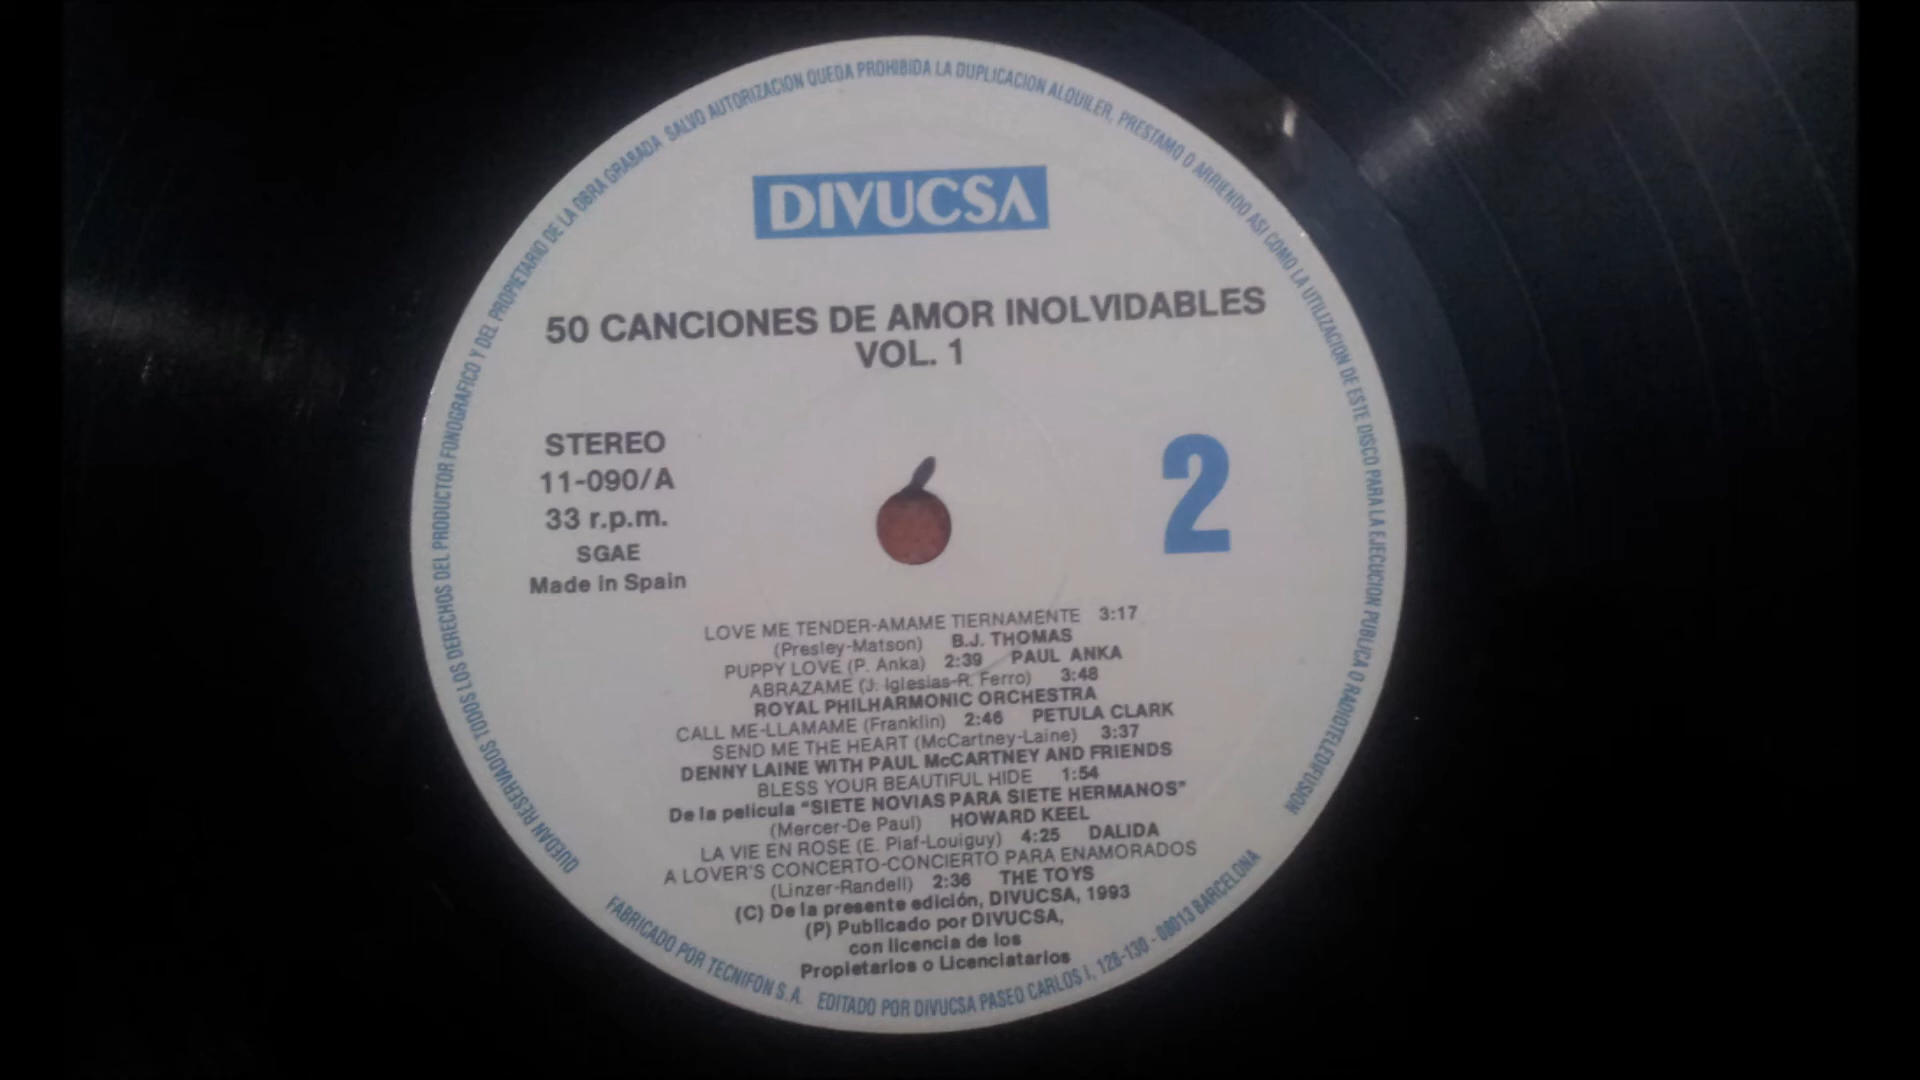 DIVUCSA
50 CANCIONES DE AMOR INOLVIDABLES
VOL. 1
STEREO
11-090/A
33 r.p.m.
SGAE
Made in Spain
2
LOVE ME TENDER-AMAME TIERNAMENTE 3:17
(Presley-Matson) B.J. THOMAS
PUPPY LOVE (P. Anka) 2:39 PAUL ANKA
ABRAZAME (J. Iglesias-R. Ferro) 3:48
ROYAL PHILHARMONIC ORCHESTRA
CALL ME-LLAMAME (Franklin) 2:46 PETULA CLARK
SEND ME THE HEART (McCartney-Laine) 3:37
DENNY LAINE WITH PAUL McCARTNEY AND FRIENDS
BLESS YOUR BEAUTIFUL HIDE 1:54
De la película "SIETE NOVIAS PARA SIETE HERMANOS"
(Mercer-De Paul) HOWARD KEEL
LA VIE EN ROSE (E. Piaf-Louiguy) 4:25 DALIDA
A LOVER'S CONCERTO-CONCIERTO PARA ENAMORADOS
(Linzer-Randell) 2:36 THE TOYS
(C) De la presente edición, DIVUCSA, 1993
(P) Publicado por DIVUCSA,
con licencia de los
Propietarios o Licenciatarios
QUEDAN RESERVADOS TODOS LOS DERECHOS DEL PRODUCTOR FONOGRAFICO Y DEL PROPIETARIO DE LA OBRA GRABADA SALVO AUTORIZACION QUEDA PROHIBIDA LA DUPLICACION ALQUILER, PRESTAMO O ARRIENDO ASI COMO LA UTILIZACION DE ESTE DISCO PARA LA EJECUCION PUBLICA O RADIOTELEDIFUSION
FABRICADO POR TECNIFON S.A. EDITADO POR DIVUCSA PASEO CARLOS I, 128-130 - 08013 BARCELONA